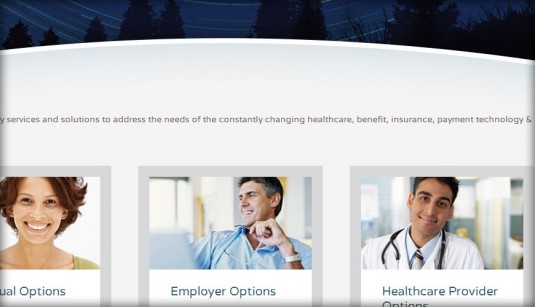 services and solutions to address the needs of the constantly changing healthcare, benefit, insurance, payment technology &
Options
Employer Options
Healthcare Provider
Options